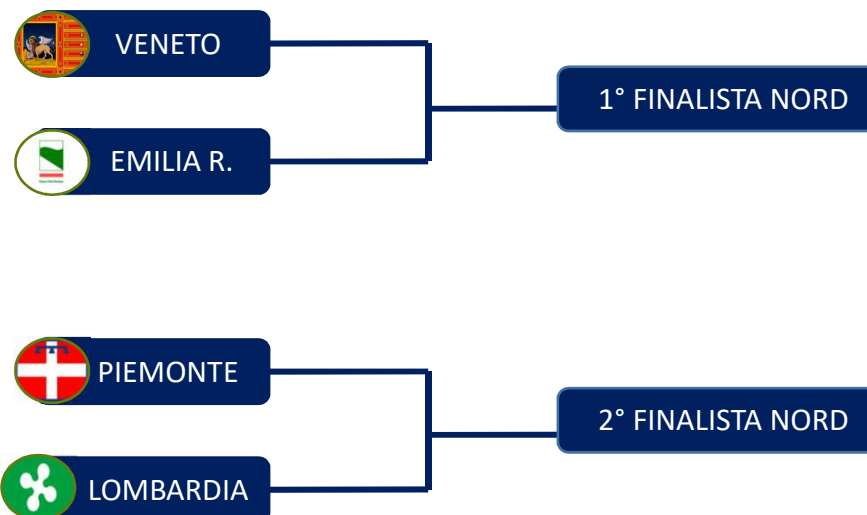 VENETO
1° FINALISTA NORD
EMILIA R.
PIEMONTE
2° FINALISTA NORD
LOMBARDIA